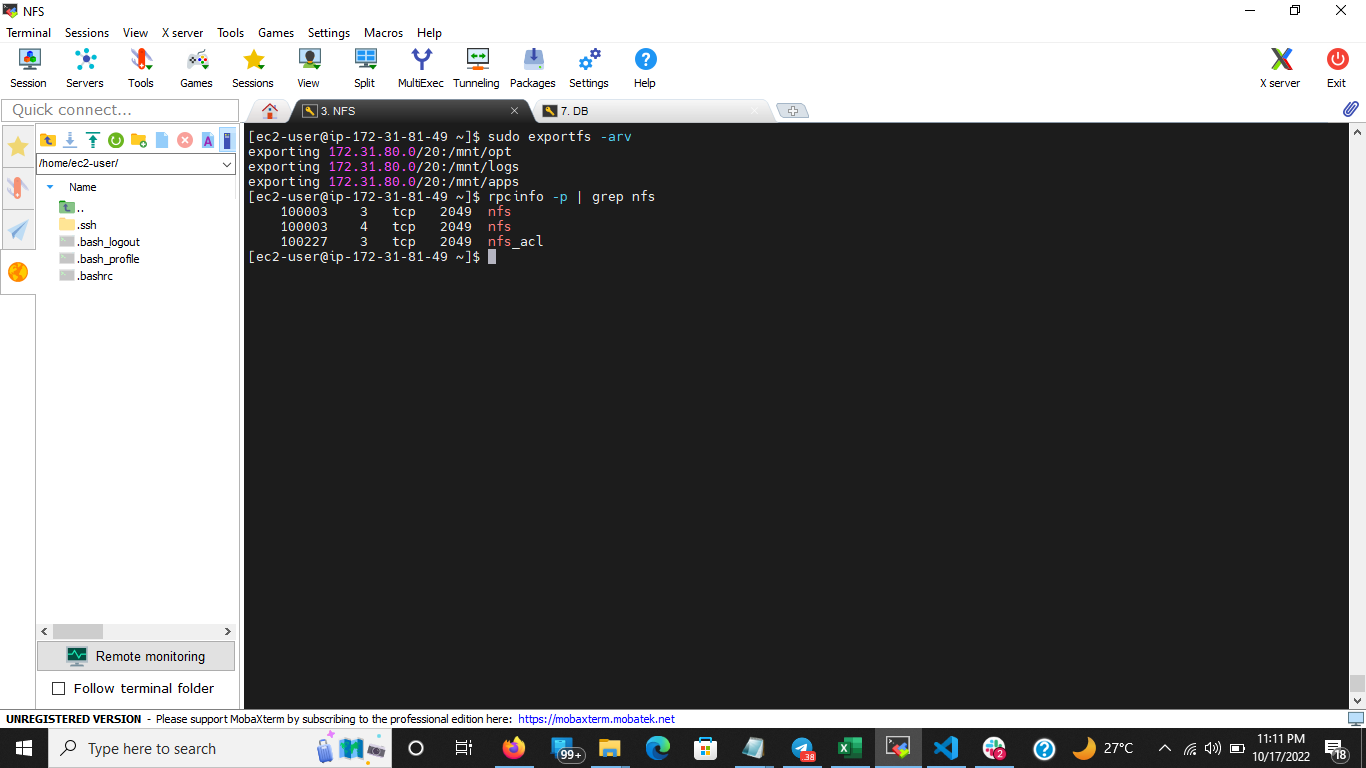 NFS
Terminal Sessions View X server Tools Games Settings Macros Help
Session Servers Tools Games Sessions View Split MultiExec Tunneling Packages Settings Help X server Exit
Quick connect...
3. NFS
7. DB
/home/ec2-user/
Name
..
.ssh
.bash_logout
.bash_profile
.bashrc
[ec2-user@ip-172-31-81-49 ~]$ sudo exportfs -arv
exporting 172.31.80.0/20:/mnt/opt
exporting 172.31.80.0/20:/mnt/logs
exporting 172.31.80.0/20:/mnt/apps
[ec2-user@ip-172-31-81-49 ~]$ rpcinfo -p | grep nfs
100003 3 tcp 2049 nfs
100003 4 tcp 2049 nfs
100227 3 tcp 2049 nfs_acl
[ec2-user@ip-172-31-81-49 ~]$
Remote monitoring
Follow terminal folder
UNREGISTERED VERSION - Please support MobaXterm by subscribing to the professional edition here: https://mobaxterm.mobatek.net
Type here to search
99+
.38
2
27°C
11:11 PM
10/17/2022
18